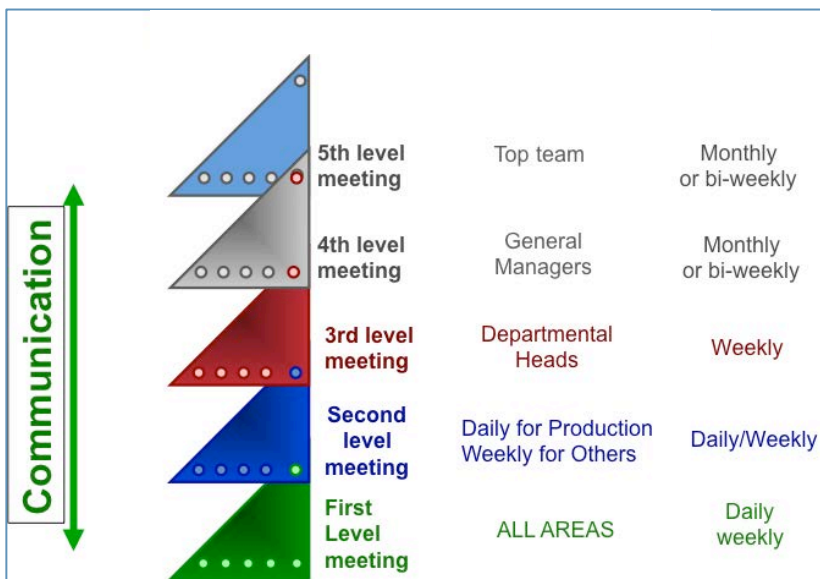 Communication
5th level
meeting
Top team
Monthly
or bi-weekly
4th level
meeting
General
Managers
Monthly
or bi-weekly
3rd level
meeting
Departmental
Heads
Weekly
Second
level
meeting
Daily for Production
Weekly for Others
Daily/Weekly
First
Level
meeting
ALL AREAS
Daily
weekly